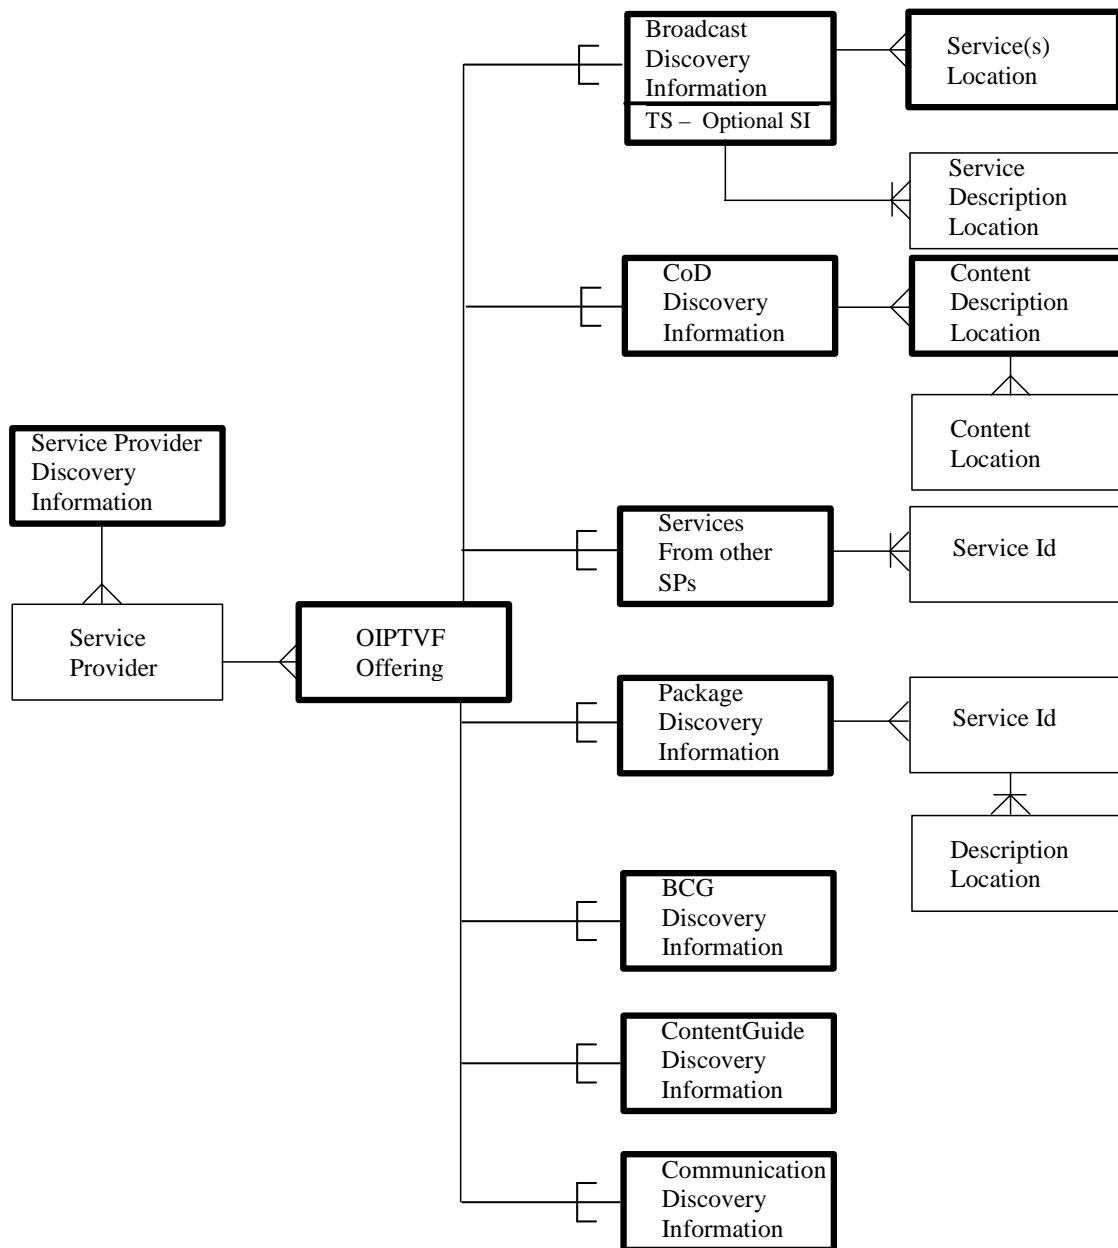 Broadcast
Discovery
Information
TS – Optional SI
Service(s)
Location
Service
Description
Location
CoD
Discovery
Information
Content
Description
Location
Content
Location
Service Provider
Discovery
Information
Service
Provider
OIPTVF
Offering
Services
From other
SPs
Service Id
Package
Discovery
Information
Service Id
Description
Location
BCG
Discovery
Information
ContentGuide
Discovery
Information
Communication
Discovery
Information